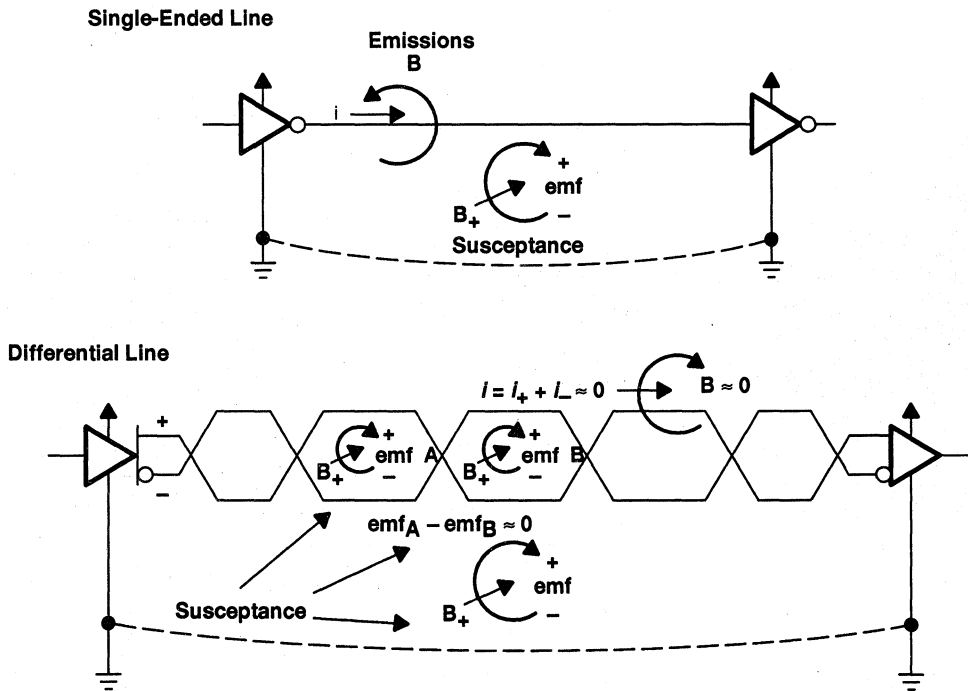 Single-Ended Line
Emissions
B
i
+
emf
B+
−
Susceptance
Differential Line
i = i+ + i− ≈ 0
B ≈ 0
+
−
+
emf A
B+
−
+
emf B
B+
−
emfA − emfB ≈ 0
+
emf
B+
−
Susceptance